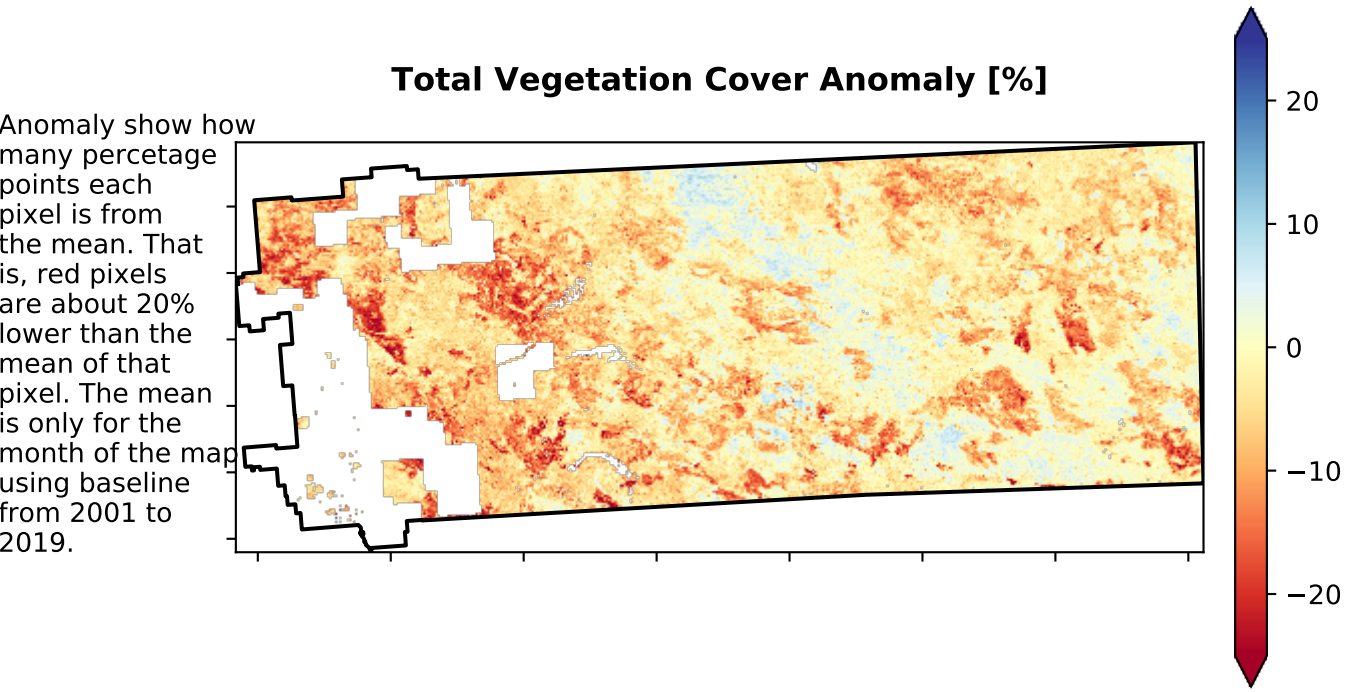 Total Vegetation Cover Anomaly [%]
Anomaly show how
many percetage
points each
pixel is from
the mean. That
is, red pixels
are about 20%
lower than the
mean of that
pixel. The mean
is only for the
month of the map
using baseline
from 2001 to
2019.
20
10
0
−10
−20